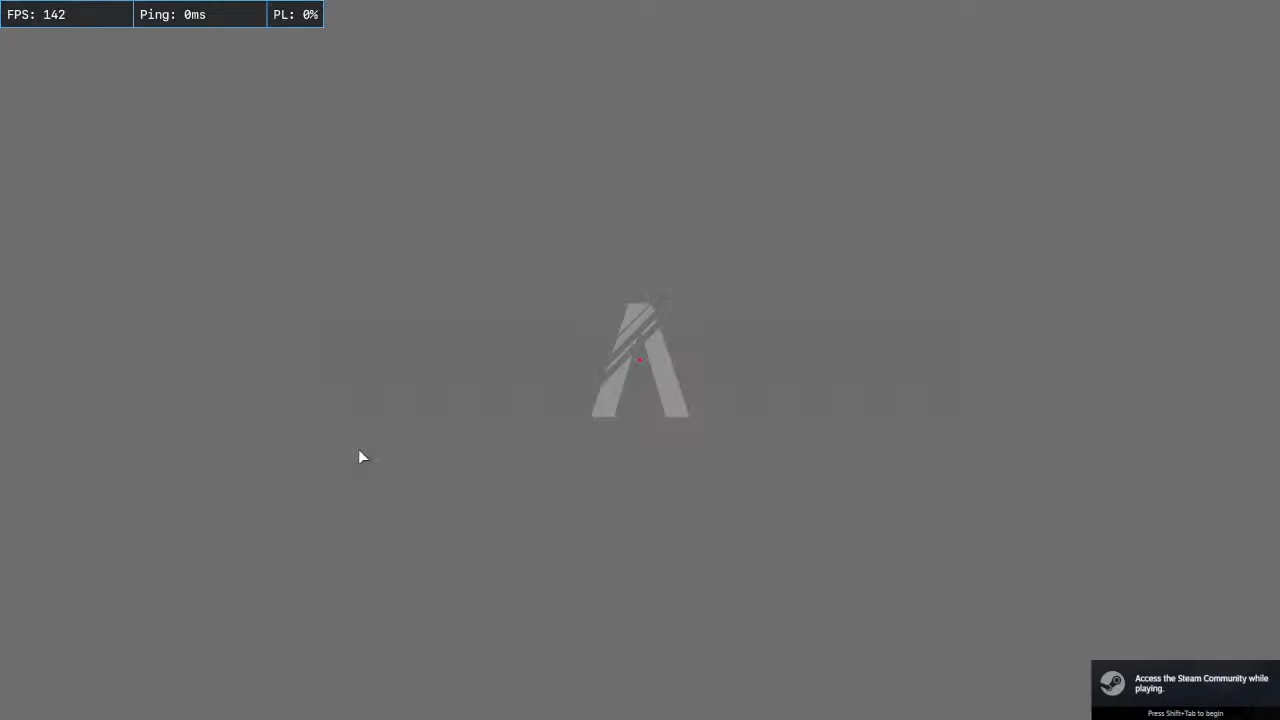 FPS: 142 Ping: 0ms PL: 0%
Access the Steam Community while
playing.
Press Shift+Tab to begin